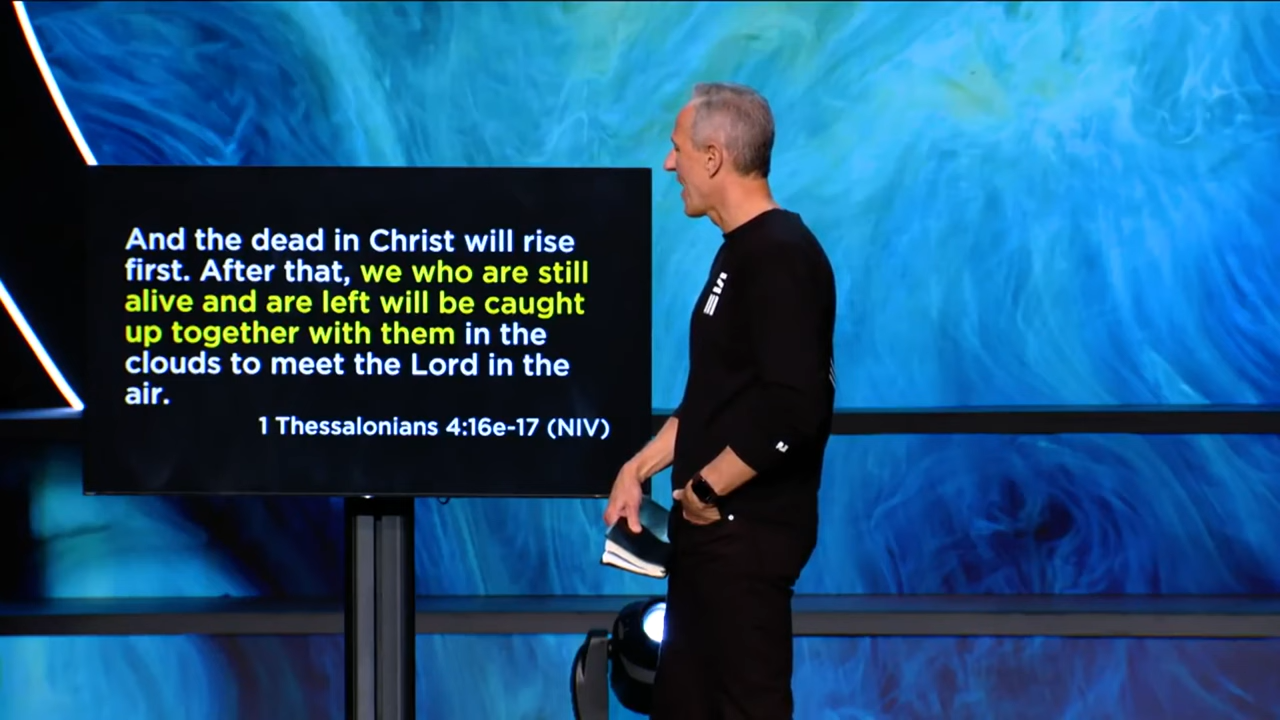 And the dead in Christ will rise
first. After that, we who are still
alive and are left will be caught
up together with them in the
clouds to meet the Lord in the
air.
1 Thessalonians 4:16e-17 (NIV)